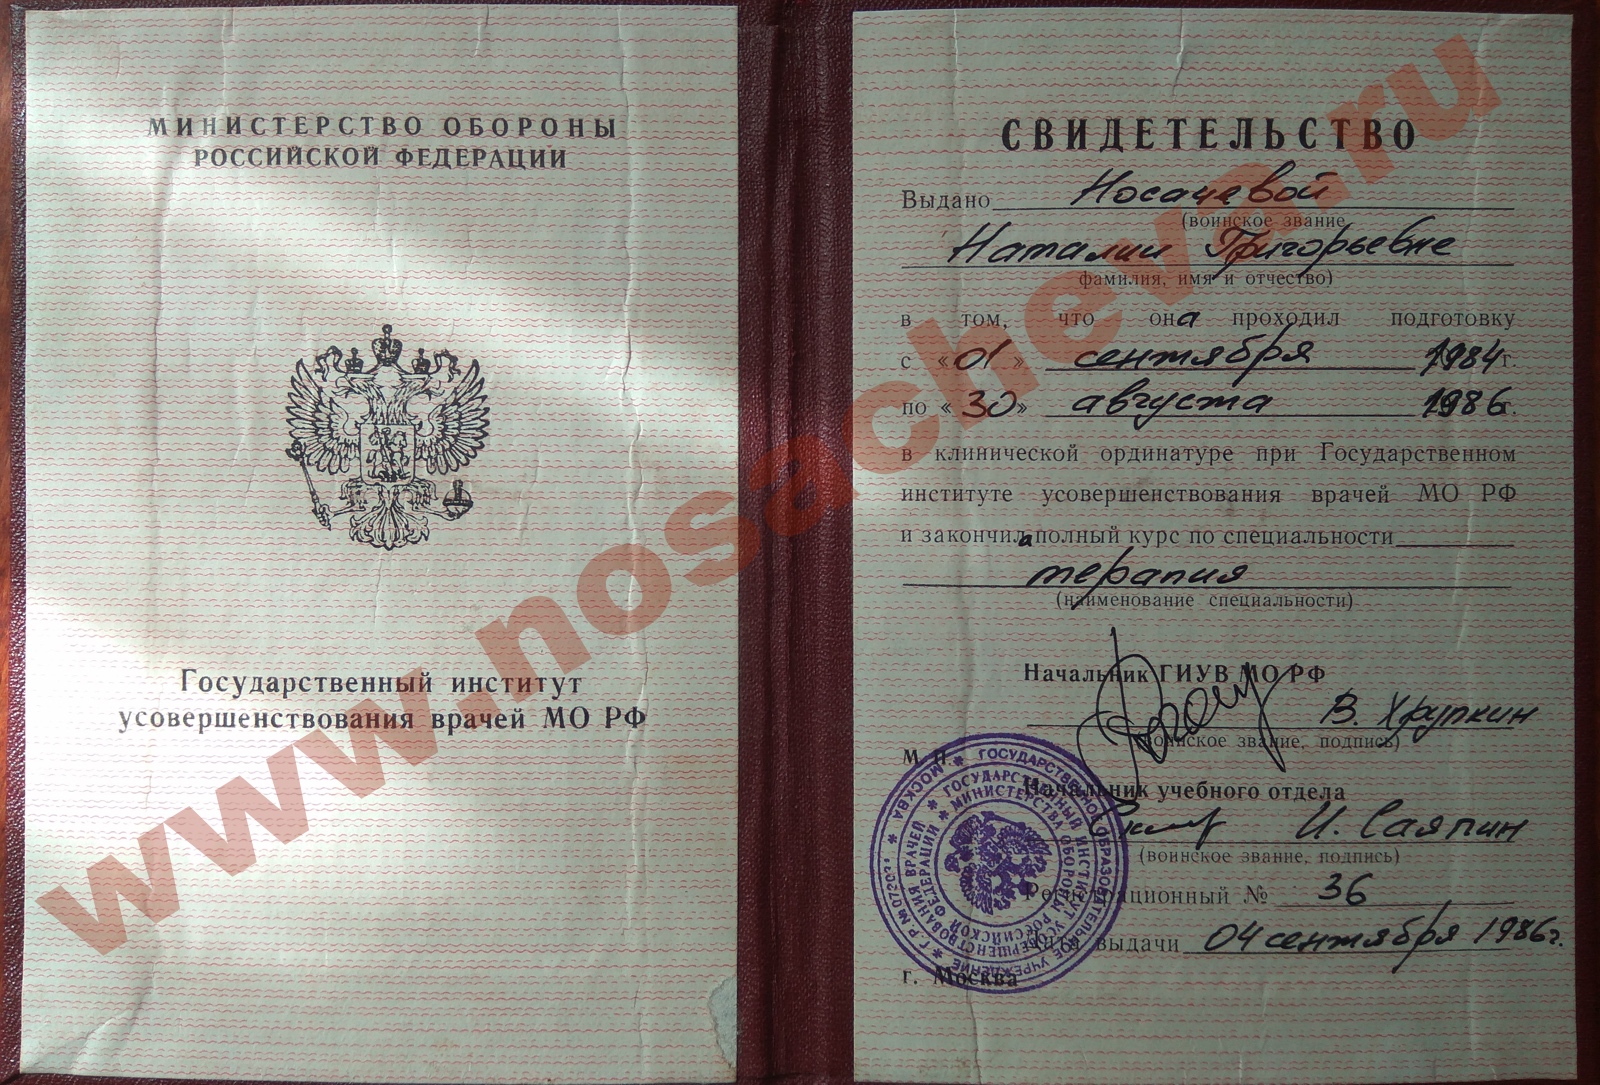 МИНИСТЕРСТВО ОБОРОНЫ
РОССИЙСКОЙ ФЕДЕРАЦИИ
Государственный институт
усовершенствования врачей МО РФ
СВИДЕТЕЛЬСТВО
Выдано Носачевой
(воинское звание
Наталии Григорьевне
фамилия, имя и отчество)
в том, что она проходил подготовку
с «01» сентября 1984 г.
по «30» августа 1986 г.
в клинической ординатуре при Государственном
институте усовершенствования врачей МО РФ
и закончила полный курс по специальности
терапия
(наименование специальности)
Начальник ГИУВ МО РФ
В. Хрупкин
(воинское звание, подпись)
М. П.
Начальник учебного отдела
И. Саяпин
(воинское звание, подпись)
Регистрационный № 36
Дата выдачи 04 сентября 1986 г.
г. Москва
ГОСУДАРСТВЕННОЕ ОБРАЗОВАТЕЛЬНОЕ УЧРЕЖДЕНИЕ
МОСКВА
ГОСУДАРСТВЕННЫЙ ИНСТИТУТ УСОВЕРШЕНСТВОВАНИЯ ВРАЧЕЙ
МИНИСТЕРСТВА ОБОРОНЫ РОССИЙСКОЙ ФЕДЕРАЦИИ
www.nosacheva.ru